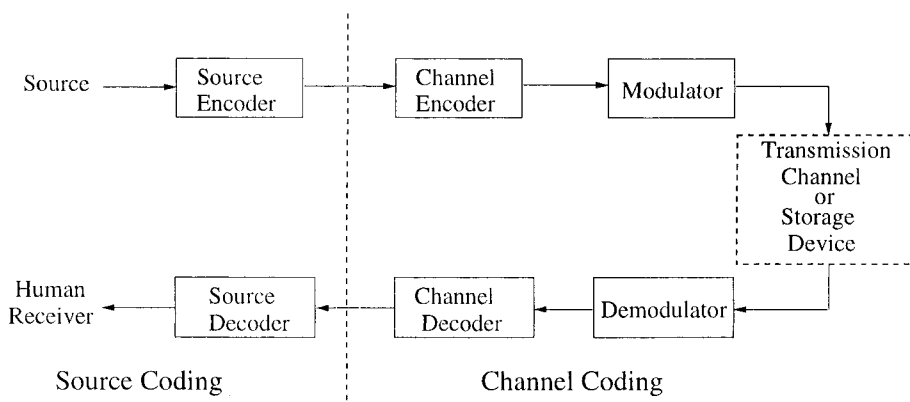 Source
Source
Encoder
Channel
Encoder
Modulator
Transmission
Channel
or
Storage
Device
Human
Receiver
Source
Decoder
Channel
Decoder
Demodulator
Source Coding
Channel Coding